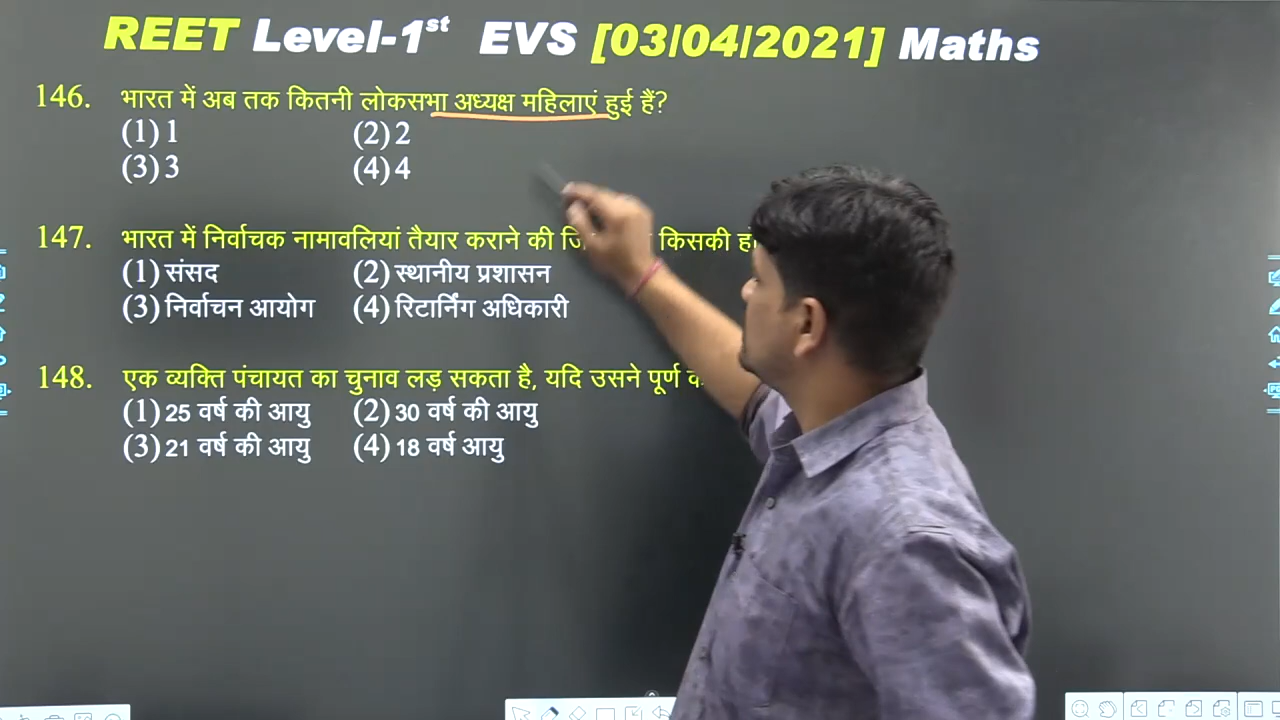 REET Level-1st EVS [03/04/2021] Maths
146. भारत में अब तक कितनी लोकसभा अध्यक्ष महिलाएं हुई हैं?
(1) 1 (2) 2
(3) 3 (4) 4
147. भारत में निर्वाचक नामावलियां तैयार कराने की किसकी
(1) संसद (2) स्थानीय प्रशासन
(3) निर्वाचन आयोग (4) रिटार्निंग अधिकारी
148. एक व्यक्ति पंचायत का चुनाव लड़ सकता है, यदि उसने पूर्ण
(1) 25 वर्ष की आयु (2) 30 वर्ष की आयु
(3) 21 वर्ष की आयु (4) 18 वर्ष आयु